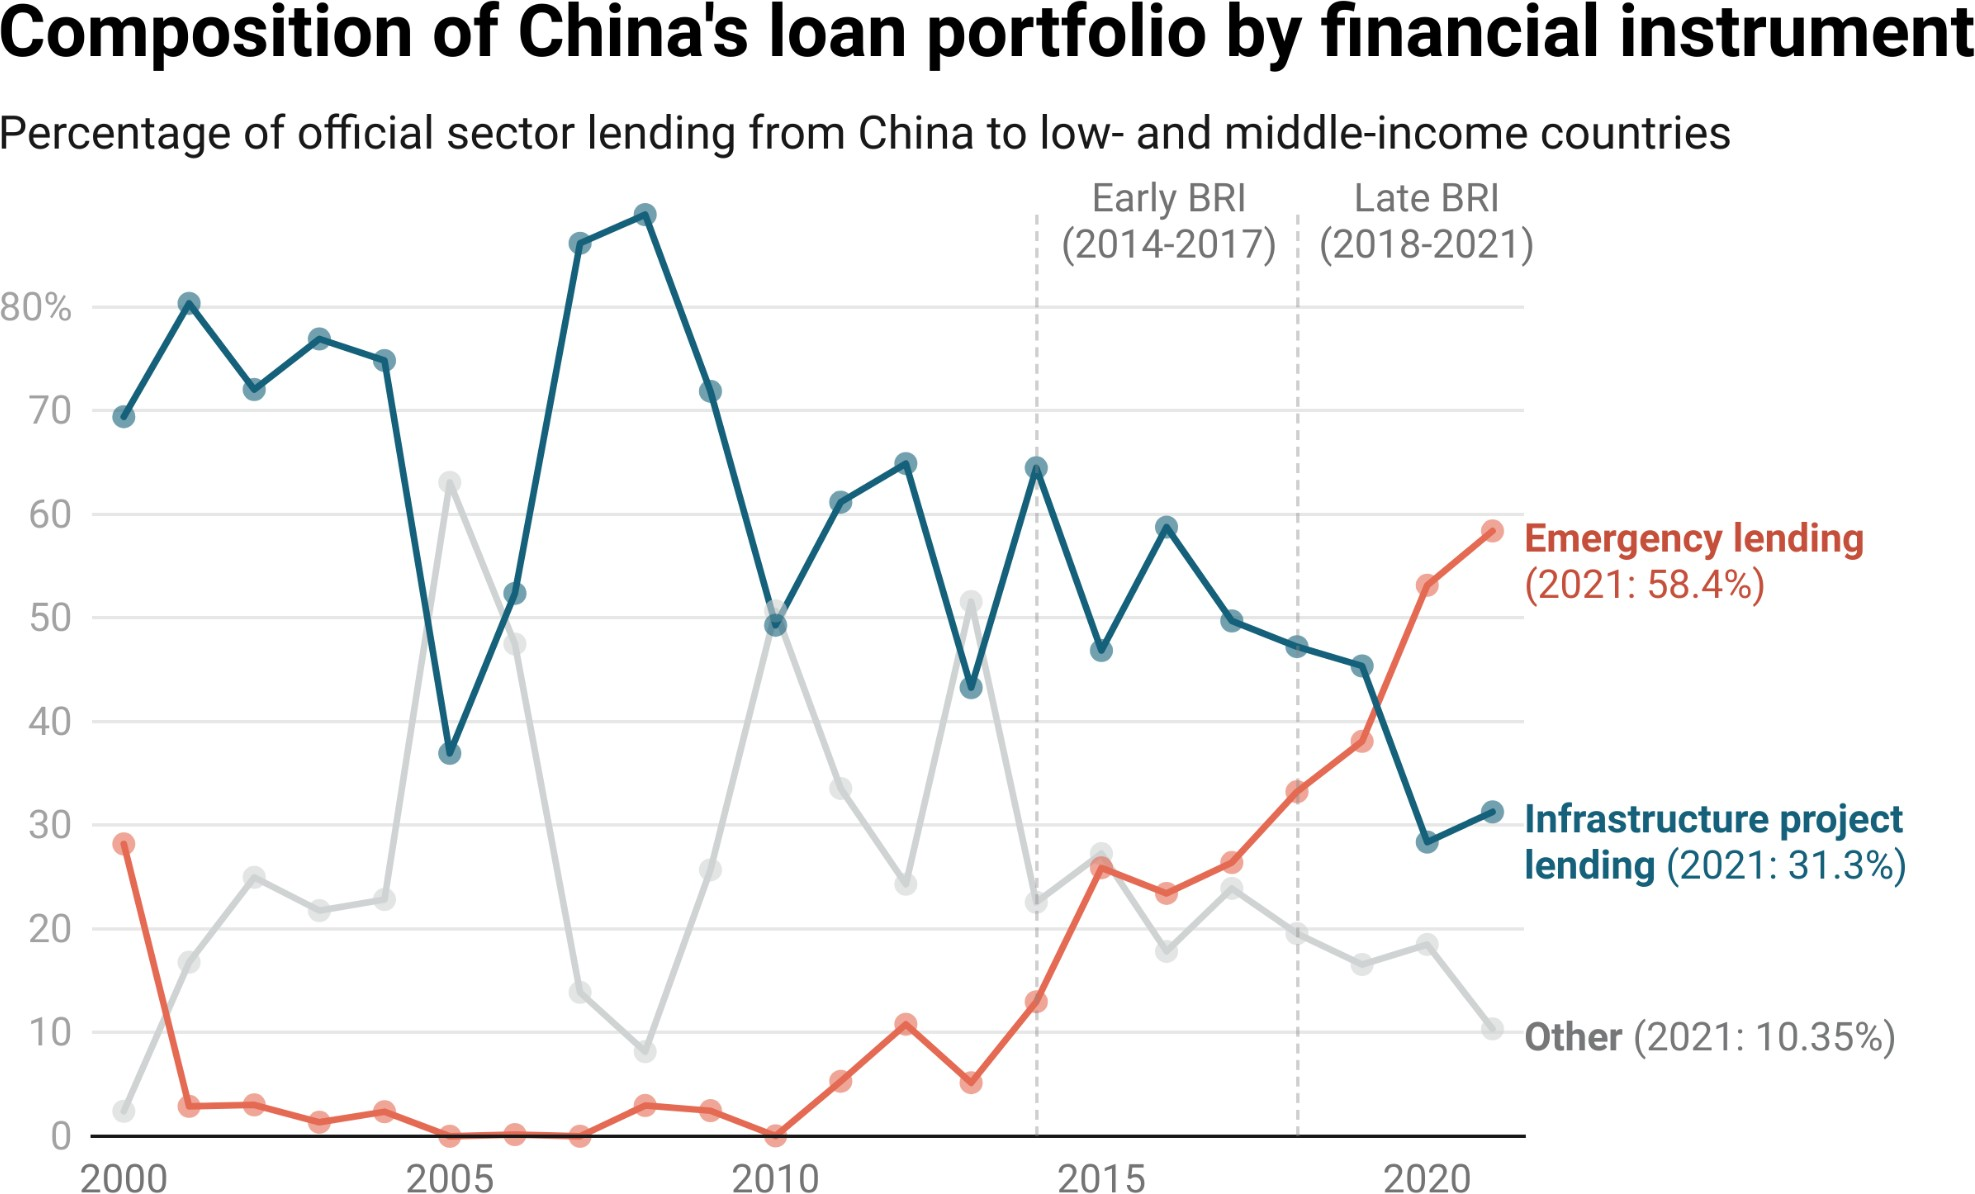 Composition of China's loan portfolio by financial instrument
Percentage of official sector lending from China to low- and middle-income countries
Early BRI
(2014-2017)
Late BRI
(2018-2021)
80%
70
60
50
40
30
20
10
0
Emergency lending
(2021: 58.4%)
Infrastructure project
lending (2021: 31.3%)
Other (2021: 10.35%)
2000
2005
2010
2015
2020